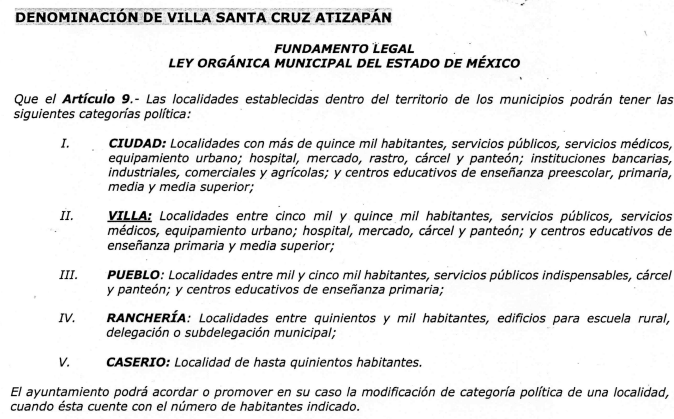 DENOMINACIÓN DE VILLA SANTA CRUZ ATIZAPÁN
FUNDAMENTO LEGAL
LEY ORGÁNICA MUNICIPAL DEL ESTADO DE MÉXICO
Que el Artículo 9.- Las localidades establecidas dentro del territorio de los municipios podrán tener las
siguientes categorías política:
I. CIUDAD: Localidades con más de quince mil habitantes, servicios públicos, servicios médicos,
equipamiento urbano; hospital, mercado, rastro, cárcel y panteón; instituciones bancarias,
industriales, comerciales y agrícolas; y centros educativos de enseñanza preescolar, primaria,
media y media superior;
II. VILLA: Localidades entre cinco mil y quince mil habitantes, servicios públicos, servicios
médicos, equipamiento urbano; hospital, mercado, cárcel y panteón; y centros educativos de
enseñanza primaria y media superior;
III. PUEBLO: Localidades entre mil y cinco mil habitantes, servicios públicos indispensables, cárcel
y panteón; y centros educativos de enseñanza primaria;
IV. RANCHERÍA: Localidades entre quinientos y mil habitantes, edificios para escuela rural,
delegación o subdelegación municipal;
V. CASERIO: Localidad de hasta quinientos habitantes.
El ayuntamiento podrá acordar o promover en su caso la modificación de categoría política de una localidad,
cuando ésta cuente con el número de habitantes indicado.